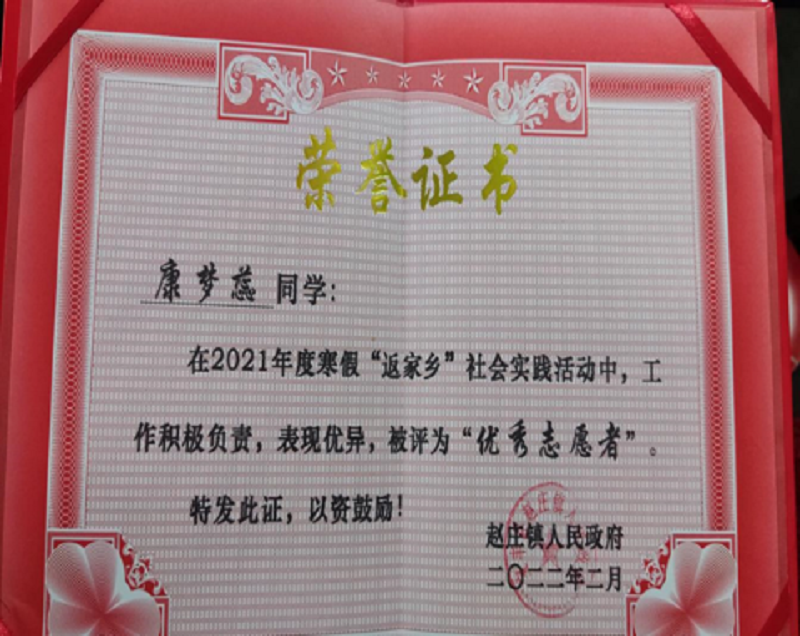 荣誉证书
康梦蕊 同学：
在2021年度寒假“返家乡”社会实践活动中，工
作积极负责，表现优异，被评为“优秀志愿者”。
特发此证，以资鼓励！
赵庄镇人民政府
二〇二二年二月